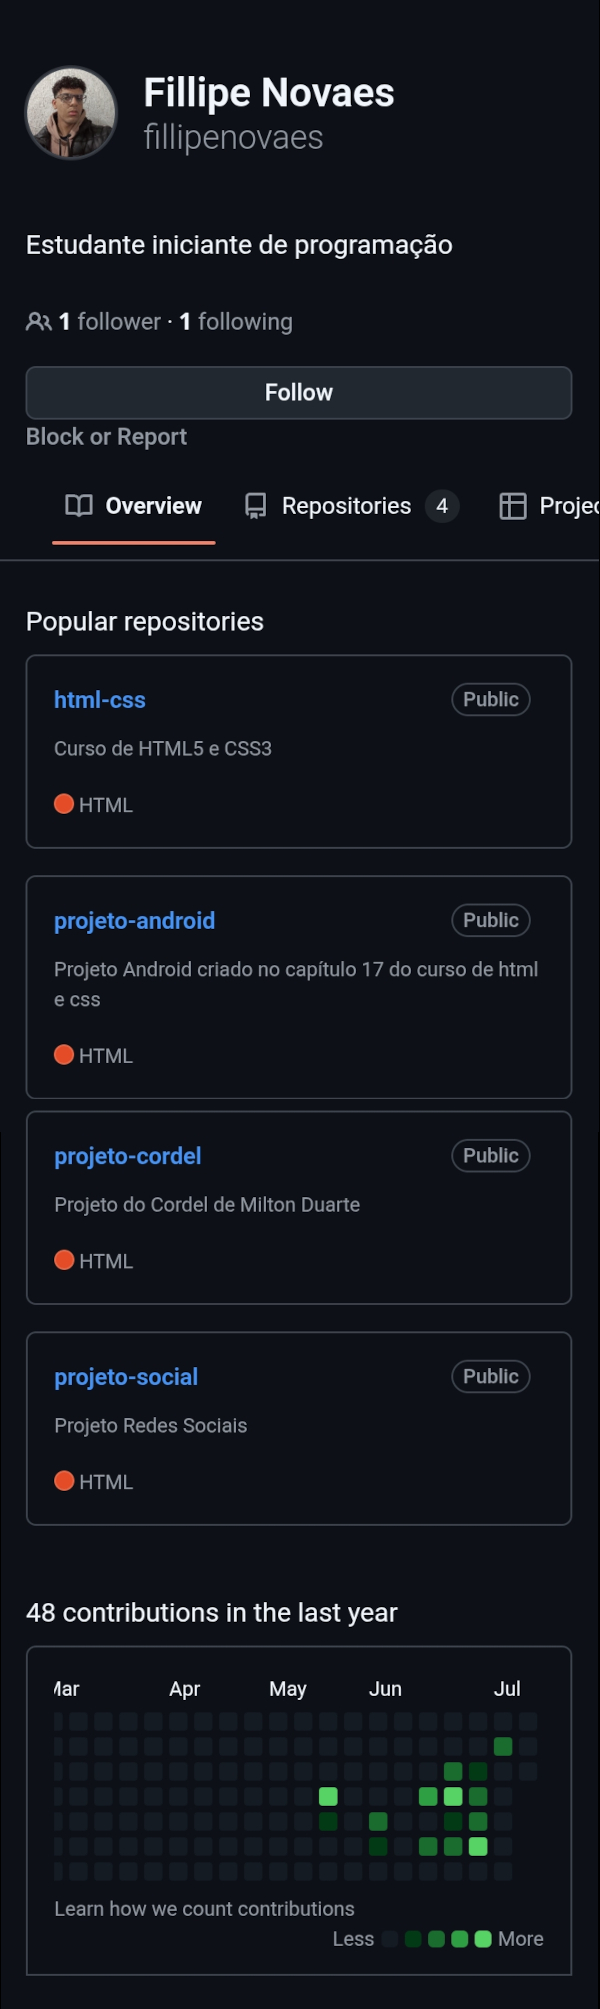 Fillipe Novaes
fillipenovaes
Estudante iniciante de programação
1 follower · 1 following
Follow
Block or Report
Overview Repositories 4 Projec
Popular repositories
html-css Public
Curso de HTML5 e CSS3
HTML
projeto-android Public
Projeto Android criado no capítulo 17 do curso de html
e css
HTML
projeto-cordel Public
Projeto do Cordel de Milton Duarte
HTML
projeto-social Public
Projeto Redes Sociais
HTML
48 contributions in the last year
Mar Apr May Jun Jul
Learn how we count contributions
Less More